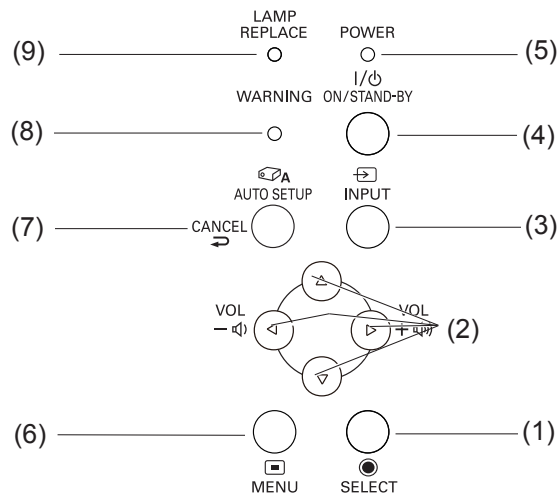 LAMP
REPLACE
POWER
(9)
(5)
I/⏻
WARNING
ON/STAND-BY
(8)
(4)
A
AUTO SETUP
INPUT
(7)
CANCEL
(3)
VOL
VOL
−
+
(2)
(6)
(1)
MENU
SELECT